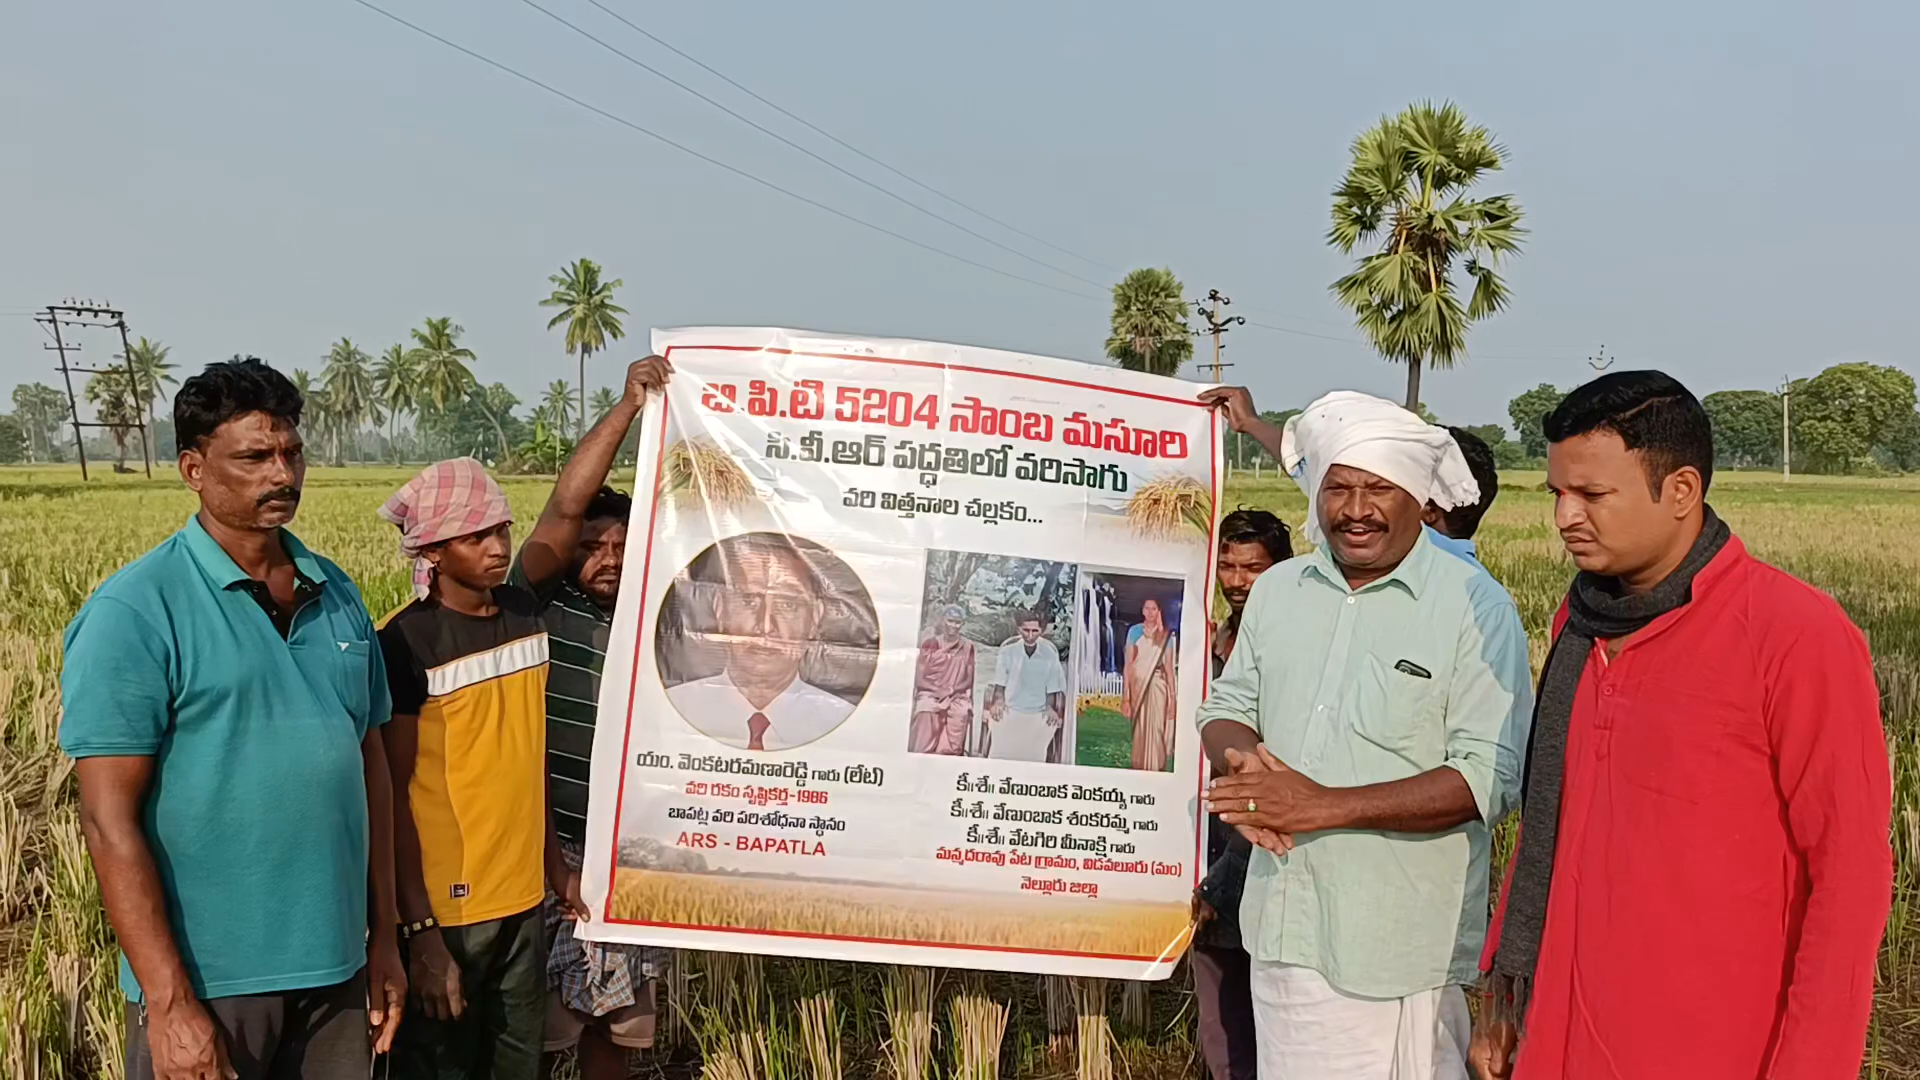 బి.పి.టి 5204 సాంబ మసూరి
సి.వీ.ఆర్ పద్ధతిలో వరిసాగు
వరి విత్తనాల చల్లకం...
యం. వెంకటరమణారెడ్డి గారు (లేట్)
వరి రకం సృష్టికర్త-1986
బాపట్ల వరి పరిశోధనా స్థానం
ARS - BAPATLA
కీ॥శే॥ వేణుంబాక వెంకయ్య గారు
కీ॥శే॥ వేణుంబాక శంకరమ్మ గారు
కీ॥శే॥ వేటగిరి మీనాక్షి గారు
మన్మదరావు పేట గ్రామం, విడవలూరు (మం)
నెల్లూరు జిల్లా